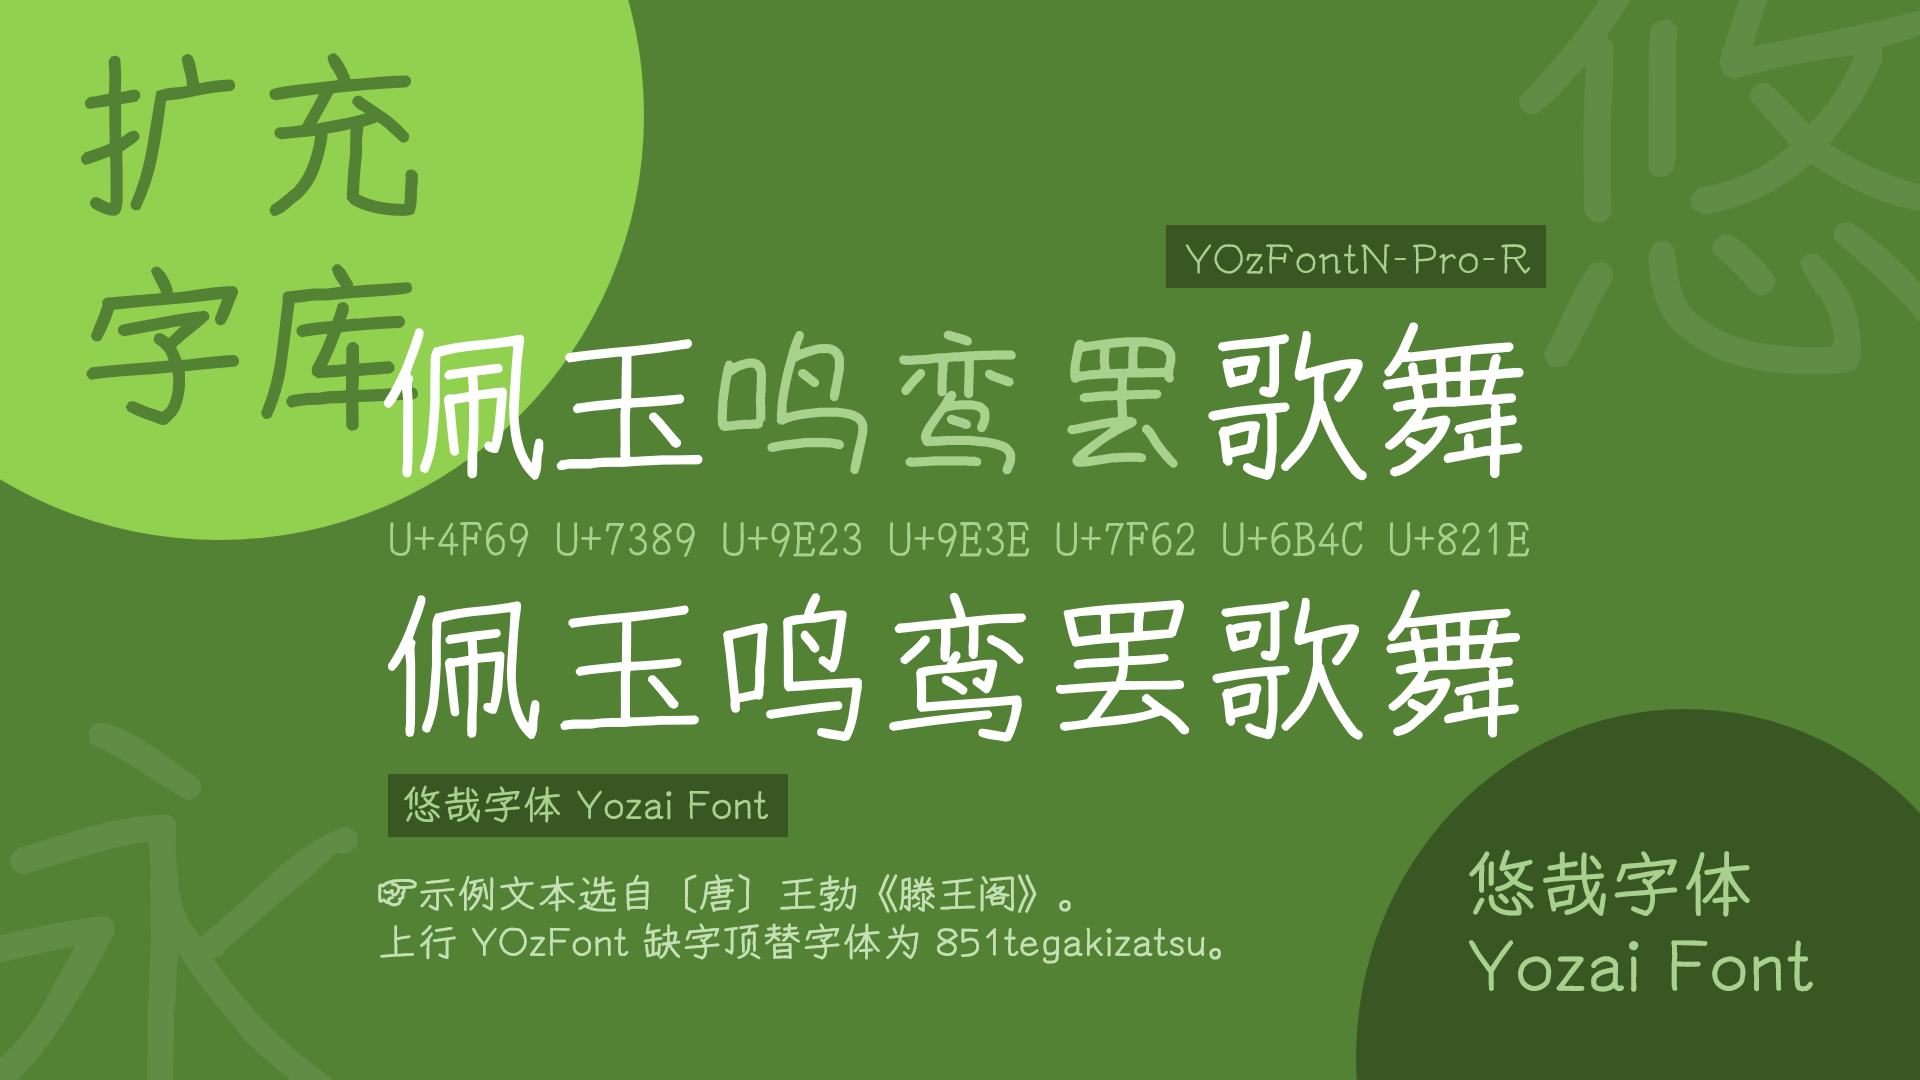 扩充
字库
YOzFontN-Pro-R
佩玉鸣鸾罢歌舞
U+4F69 U+7389 U+9E23 U+9E3E U+7F62 U+6B4C U+821E
佩玉鸣鸾罢歌舞
悠哉字体 Yozai Font
☞示例文本选自〔唐〕王勃《滕王阁》。
上行 YOzFont 缺字顶替字体为 851tegakizatsu。
悠哉字体
Yozai Font
悠
永